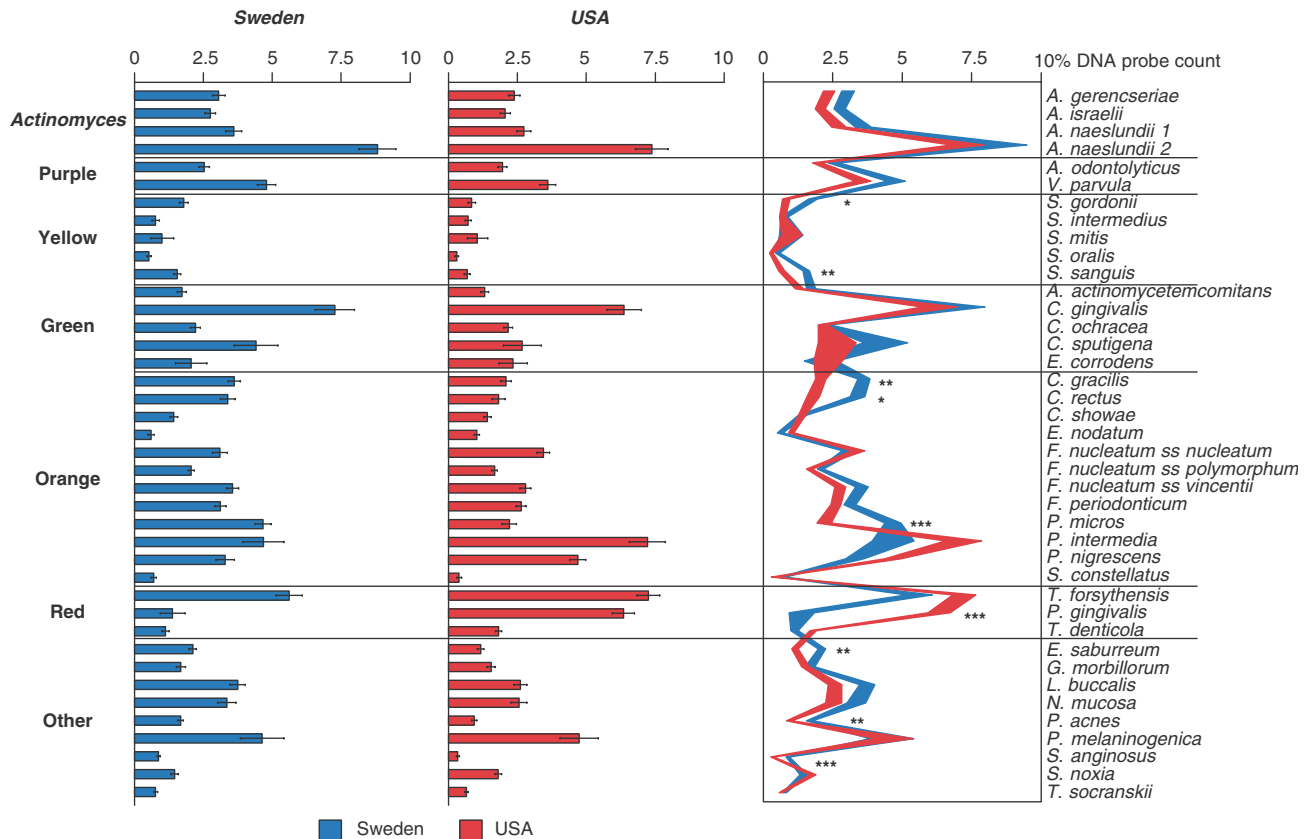 Sweden
USA
0 2.5 5 7.5 10
0 2.5 5 7.5 10
0 2.5 5 7.5 10% DNA probe count
Actinomyces
Purple
Yellow
Green
Orange
Red
Other
A. gerencseriae
A. israelii
A. naeslundii 1
A. naeslundii 2
A. odontolyticus
V. parvula
S. gordonii
*
S. intermedius
S. mitis
S. oralis
S. sanguis
**
A. actinomycetemcomitans
C. gingivalis
C. ochracea
C. sputigena
E. corrodens
C. gracilis
**
C. rectus
*
C. showae
E. nodatum
F. nucleatum ss nucleatum
F. nucleatum ss polymorphum
F. nucleatum ss vincentii
F. periodonticum
P. micros
***
P. intermedia
P. nigrescens
S. constellatus
T. forsythensis
P. gingivalis
***
T. denticola
E. saburreum
**
G. morbillorum
L. buccalis
N. mucosa
P. acnes
**
P. melaninogenica
S. anginosus
***
S. noxia
T. socranskii
Sweden
USA